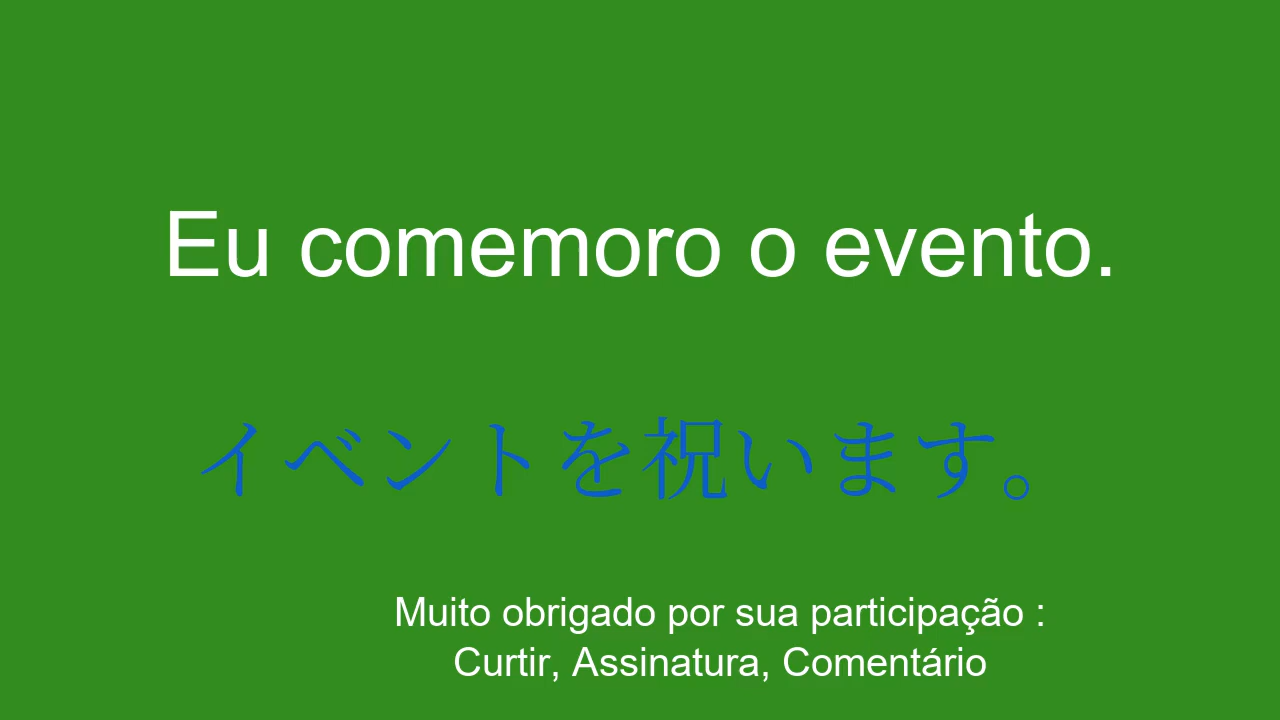 Eu comemoro o evento.
イベントを祝います。
Muito obrigado por sua participação :
Curtir, Assinatura, Comentário